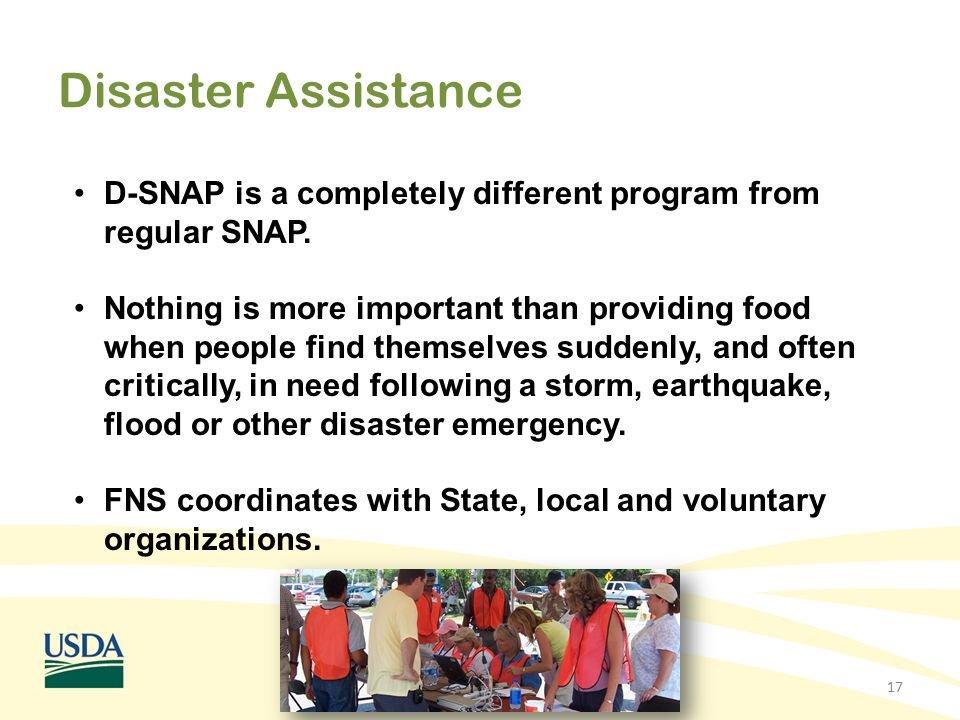 Disaster Assistance
• D-SNAP is a completely different program from
regular SNAP.
• Nothing is more important than providing food
when people find themselves suddenly, and often
critically, in need following a storm, earthquake,
flood or other disaster emergency.
• FNS coordinates with State, local and voluntary
organizations.
USDA
17